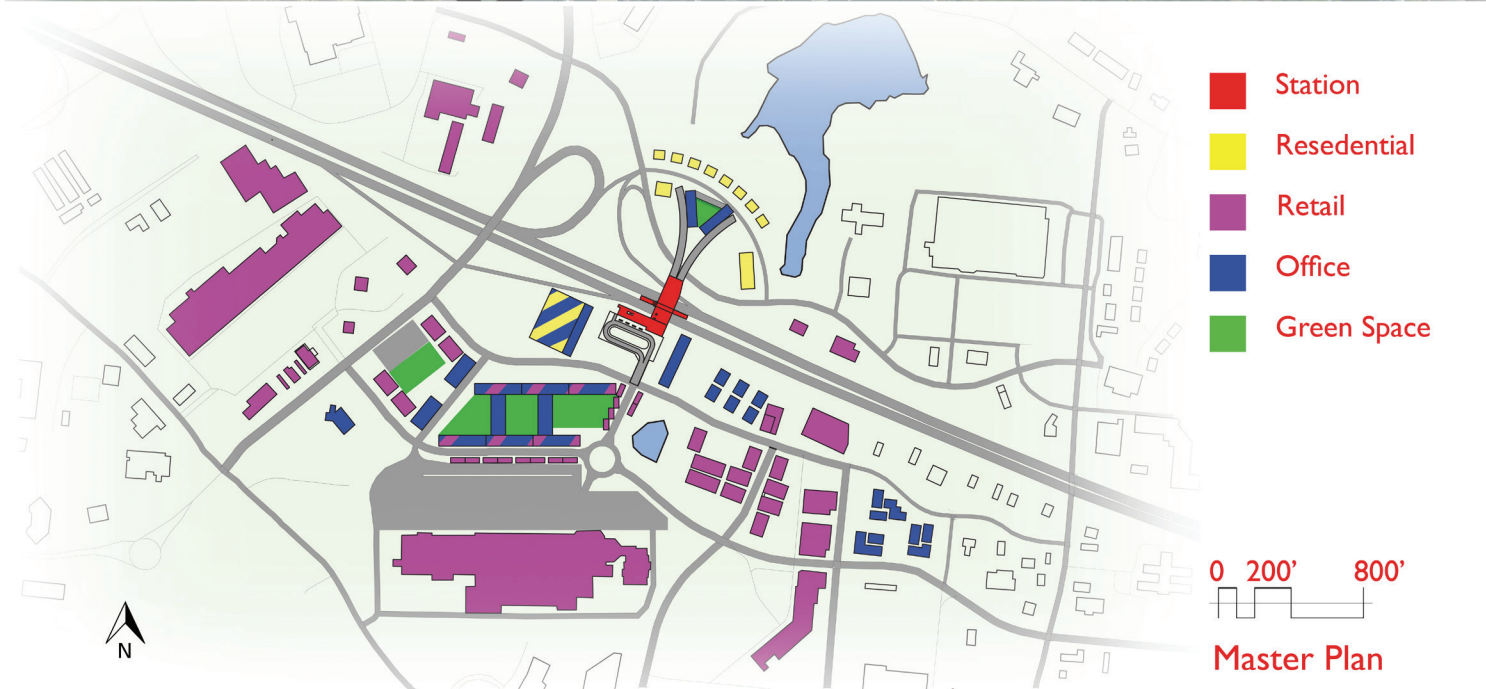 Station
Resedential
Retail
Office
Green Space
0 200' 800'
Master Plan
N